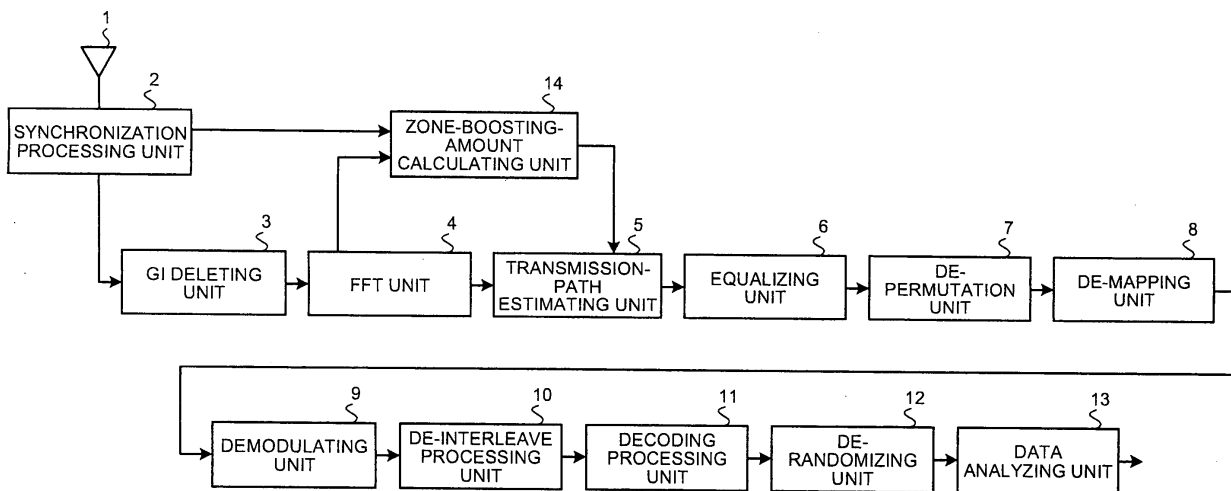 1
2
SYNCHRONIZATION
PROCESSING UNIT
14
ZONE-BOOSTING-
AMOUNT
CALCULATING UNIT
3
GI DELETING
UNIT
4
FFT UNIT
5
TRANSMISSION-
PATH
ESTIMATING UNIT
6
EQUALIZING
UNIT
7
DE-
PERMUTATION
UNIT
8
DE-MAPPING
UNIT
9
DEMODULATING
UNIT
10
DE-INTERLEAVE
PROCESSING
UNIT
11
DECODING
PROCESSING
UNIT
12
DE-
RANDOMIZING
UNIT
13
DATA
ANALYZING UNIT